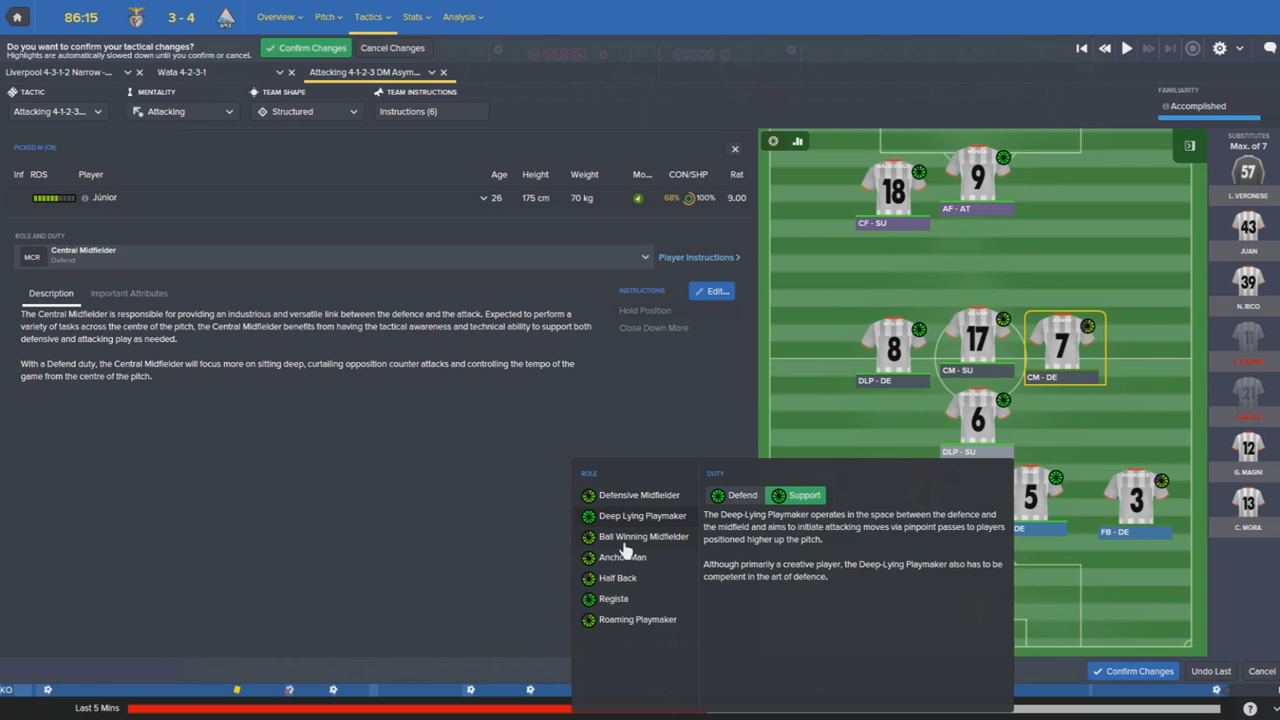 86:15
3 - 4
Overview
Pitch
Tactics
Stats
Analysis
Do you want to confirm your tactical changes?
Highlights are automatically slowed down until you confirm or cancel.
Confirm Changes
Cancel Changes
Liverpool 4-3-1-2 Narrow -...
Wata 4-2-3-1
Attacking 4-1-2-3 DM Asym...
TACTIC
MENTALITY
TEAM SHAPE
TEAM INSTRUCTIONS
Attacking 4-1-2-3...
Attacking
Structured
Instructions (6)
FAMILIARITY
Accomplished
PICKED M (CR)
Inf RDS Player Age Height Weight Mo... CON/SHP Rat
Júnior 26 175 cm 70 kg 68% 100% 9.00
ROLE AND DUTY
MCR
Central Midfielder
Defend
Player Instructions >
Description
Important Attributes
The Central Midfielder is responsible for providing an industrious and versatile link between the defence and the attack. Expected to perform a
variety of tasks across the centre of the pitch, the Central Midfielder benefits from having the tactical awareness and technical ability to support both
defensive and attacking play as needed.
With a Defend duty, the Central Midfielder will focus more on sitting deep, curtailing opposition counter attacks and controlling the tempo of the
game from the centre of the pitch.
INSTRUCTIONS
Edit...
Hold Position
Close Down More
18
CF - SU
9
AF - AT
8
DLP - DE
17
CM - SU
7
CM - DE
6
DLP - SU
5
DE
3
FB - DE
ROLE
Defensive Midfielder
Deep Lying Playmaker
Ball Winning Midfielder
Half Back
Regista
Roaming Playmaker
DUTY
Defend
Support
The Deep-Lying Playmaker operates in the space between the defence and
the midfield and aims to initiate attacking moves via pinpoint passes to players
positioned higher up the pitch.
Although primarily a creative player, the Deep-Lying Playmaker also has to be
competent in the art of defence.
SUBSTITUTES
Max. of 7
57
L. VERONESE
43
JUAN
39
N. RICO
21
12
G. MAGNI
13
C. MORA
Confirm Changes
Undo Last
Cancel
KO
Last 5 Mins